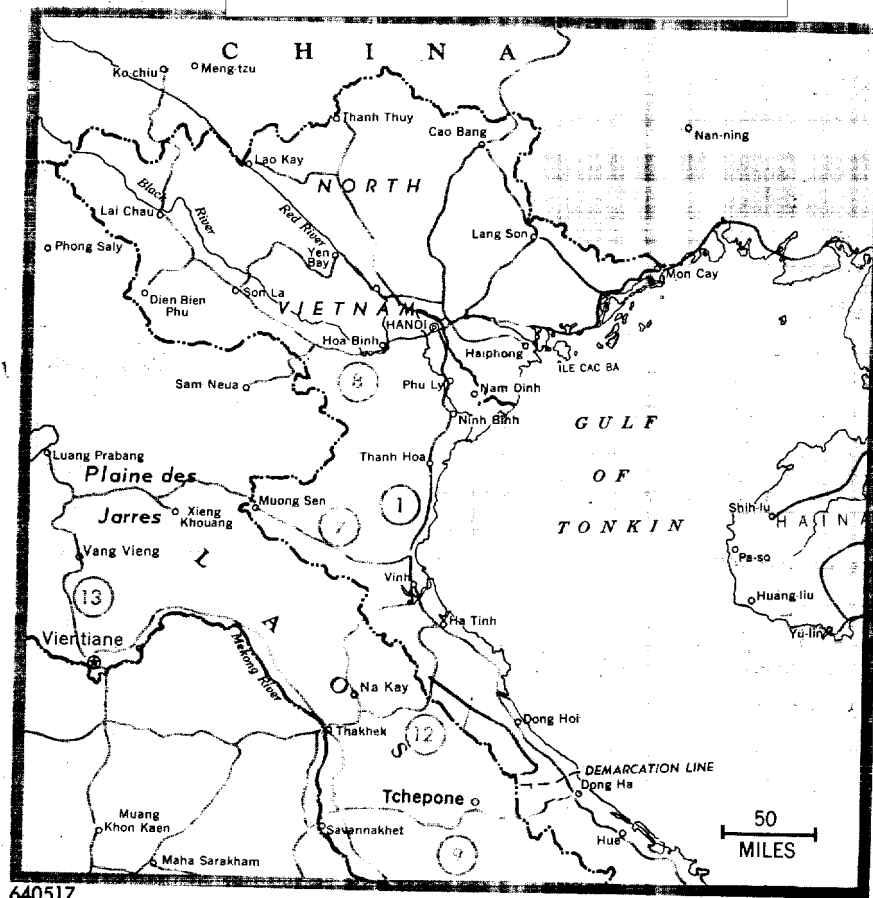 C H I N A
Ko-chiu
Meng-tzu
Thanh Thuy
Cao Bang
Nan-ning
Lao Kay
NORTH
Black River
Lai Chau
Red River
Lang Son
Phong Saly
Yen Bay
Mon Cay
Dien Bien Phu
Son La
VIETNAM
HANOI
Hoa Binh
Haiphong
ÎLE CAC BA
8
Sam Neua
Phu Ly
Nam Dinh
Ninh Binh
GULF
OF
TONKIN
Luang Prabang
Thanh Hoa
Plaine des
Jarres
Xieng Khouang
Muong Sen
1
7
Shih-lu
HAINA
Vang Vieng
L
Pa-so
Vinh
13
Huang-liu
A
Ha Tinh
Yu-lin
Vientiane
Mekong River
O
Na Kay
Dong Hoi
Thakhek
12
S
DEMARCATION LINE
Tchepone
Dong Ha
Muang Khon Kaen
Savannakhet
Hue
50
MILES
9
Maha Sarakham
640517